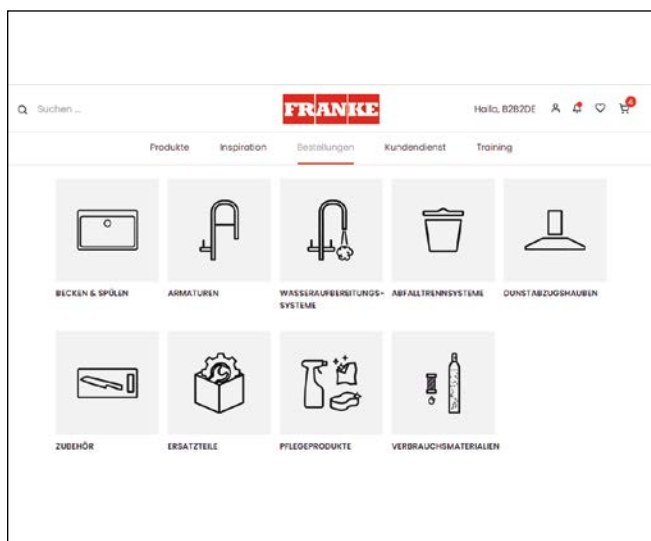 Suchen ...
FRANKE
Hallo, B2B2DE
4
Produkte Inspiration Bestellungen Kundendienst Training
BECKEN & SPÜLEN ARMATUREN WASSERAUFBEREITUNGS- ABFALLTRENNSYSTEME DUNSTABZUGSHAUBEN
SYSTEME
ZUBEHÖR ERSATZTEILE PFLEGEPRODUKTE VERBRAUCHSMATERIALIEN